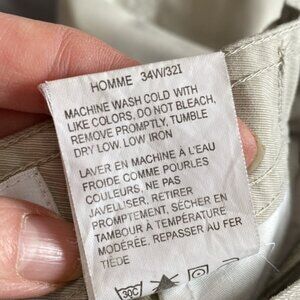 HOMME 34W/32I
MACHINE WASH COLD WITH
LIKE COLORS, DO NOT BLEACH,
REMOVE PROMPTLY, TUMBLE
DRY LOW, LOW IRON
LAVER EN MACHINE À L'EAU
FROIDE COMME POURLES
COULEURS, NE PAS
JAVELLISER, RETIRER
PROMPTEMENT, SÉCHER EN
TAMBOUR À TEMPÉRATURE
MODÉRÉE, REPASSER AU FER
TIÈDE
30C